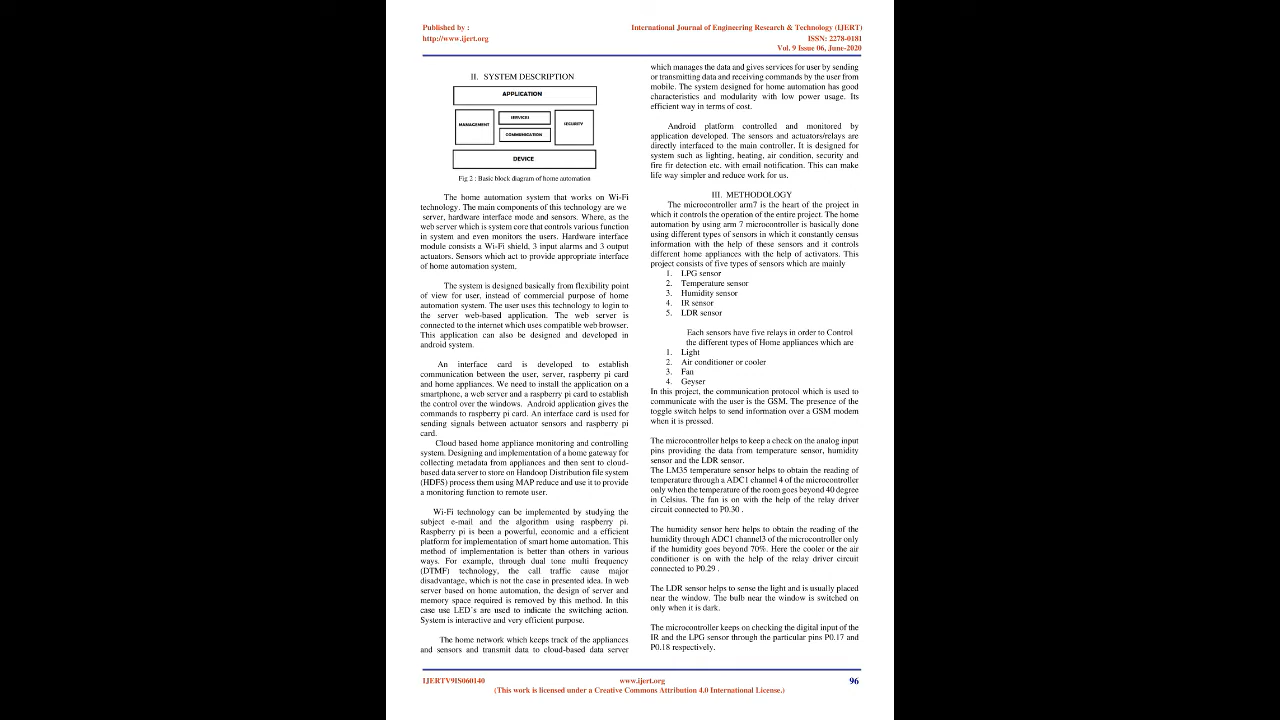 Published by :
http://www.ijert.org
International Journal of Engineering Research & Technology (IJERT)
ISSN: 2278-0181
Vol. 9 Issue 06, June-2020
II. SYSTEM DESCRIPTION
APPLICATION
MANAGEMENT
SERVICES
COMMUNICATION
SECURITY
DEVICE
Fig 2 : Basic block diagram of home automation
The home automation system that works on Wi-Fi
technology. The main components of this technology are we
server, hardware interface mode and sensors. Where, as the
web server which is system core that controls various function
in system and even monitors the users. Hardware interface
module consists a Wi-Fi shield, 3 input alarms and 3 output
actuators. Sensors which act to provide appropriate interface
of home automation system.
The system is designed basically from flexibility point
of view for user, instead of commercial purpose of home
automation system. The user uses this technology to login to
the server web-based application. The web server is
connected to the internet which uses compatible web browser.
This application can also be designed and developed in
android system.
An interface card is developed to establish
communication between the user, server, raspberry pi card
and home appliances. We need to install the application on a
smartphone, a web server and a raspberry pi card to establish
the control over the windows. Android application gives the
commands to raspberry pi card. An interface card is used for
sending signals between actuator sensors and raspberry pi
card.
Cloud based home appliance monitoring and controlling
system. Designing and implementation of a home gateway for
collecting metadata from appliances and then sent to cloud-
based data server to store on Handoop Distribution file system
(HDFS) process them using MAP reduce and use it to provide
a monitoring function to remote user.
Wi-Fi technology can be implemented by studying the
subject e-mail and the algorithm using raspberry pi.
Raspberry pi is been a powerful, economic and a efficient
platform for implementation of smart home automation. This
method of implementation is better than others in various
ways. For example, through dual tone multi frequency
(DTMF) technology, the call traffic cause major
disadvantage, which is not the case in presented idea. In web
server based on home automation, the design of server and
memory space required is removed by this method. In this
case use LED´s are used to indicate the switching action.
System is interactive and very efficient purpose.
The home network which keeps track of the appliances
and sensors and transmit data to cloud-based data server
which manages the data and gives services for user by sending
or transmitting data and receiving commands by the user from
mobile. The system designed for home automation has good
characteristics and modularity with low power usage. Its
efficient way in terms of cost.
Android platform controlled and monitored by
application developed. The sensors and actuators/relays are
directly interfaced to the main controller. It is designed for
system such as lighting, heating, air condition, security and
fire fir detection etc. with email notification. This can make
life way simpler and reduce work for us.
III. METHODOLOGY
The microcontroller arm7 is the heart of the project in
which it controls the operation of the entire project. The home
automation by using arm 7 microcontroller is basically done
using different types of sensors in which it constantly census
information with the help of these sensors and it controls
different home appliances with the help of activators. This
project consists of five types of sensors which are mainly
1. LPG sensor
2. Temperature sensor
3. Humidity sensor
4. IR sensor
5. LDR sensor
Each sensors have five relays in order to Control
the different types of Home appliances which are
1. Light
2. Air conditioner or cooler
3. Fan
4. Geyser
In this project, the communication protocol which is used to
communicate with the user is the GSM. The presence of the
toggle switch helps to send information over a GSM modem
when it is pressed.
The microcontroller helps to keep a check on the analog input
pins providing the data from temperature sensor, humidity
sensor and the LDR sensor.
The LM35 temperature sensor helps to obtain the reading of
temperature through a ADC1 channel 4 of the microcontroller
only when the temperature of the room goes beyond 40 degree
in Celsius. The fan is on with the help of the relay driver
circuit connected to P0.30 .
The humidity sensor here helps to obtain the reading of the
humidity through ADC1 channel3 of the microcontroller only
if the humidity goes beyond 70%. Here the cooler or the air
conditioner is on with the help of the relay driver circuit
connected to P0.29 .
The LDR sensor helps to sense the light and is usually placed
near the window. The bulb near the window is switched on
only when it is dark.
The microcontroller keeps on checking the digital input of the
IR and the LPG sensor through the particular pins P0.17 and
P0.18 respectively.
IJERTV9IS060140
www.ijert.org
96
(This work is licensed under a Creative Commons Attribution 4.0 International License.)